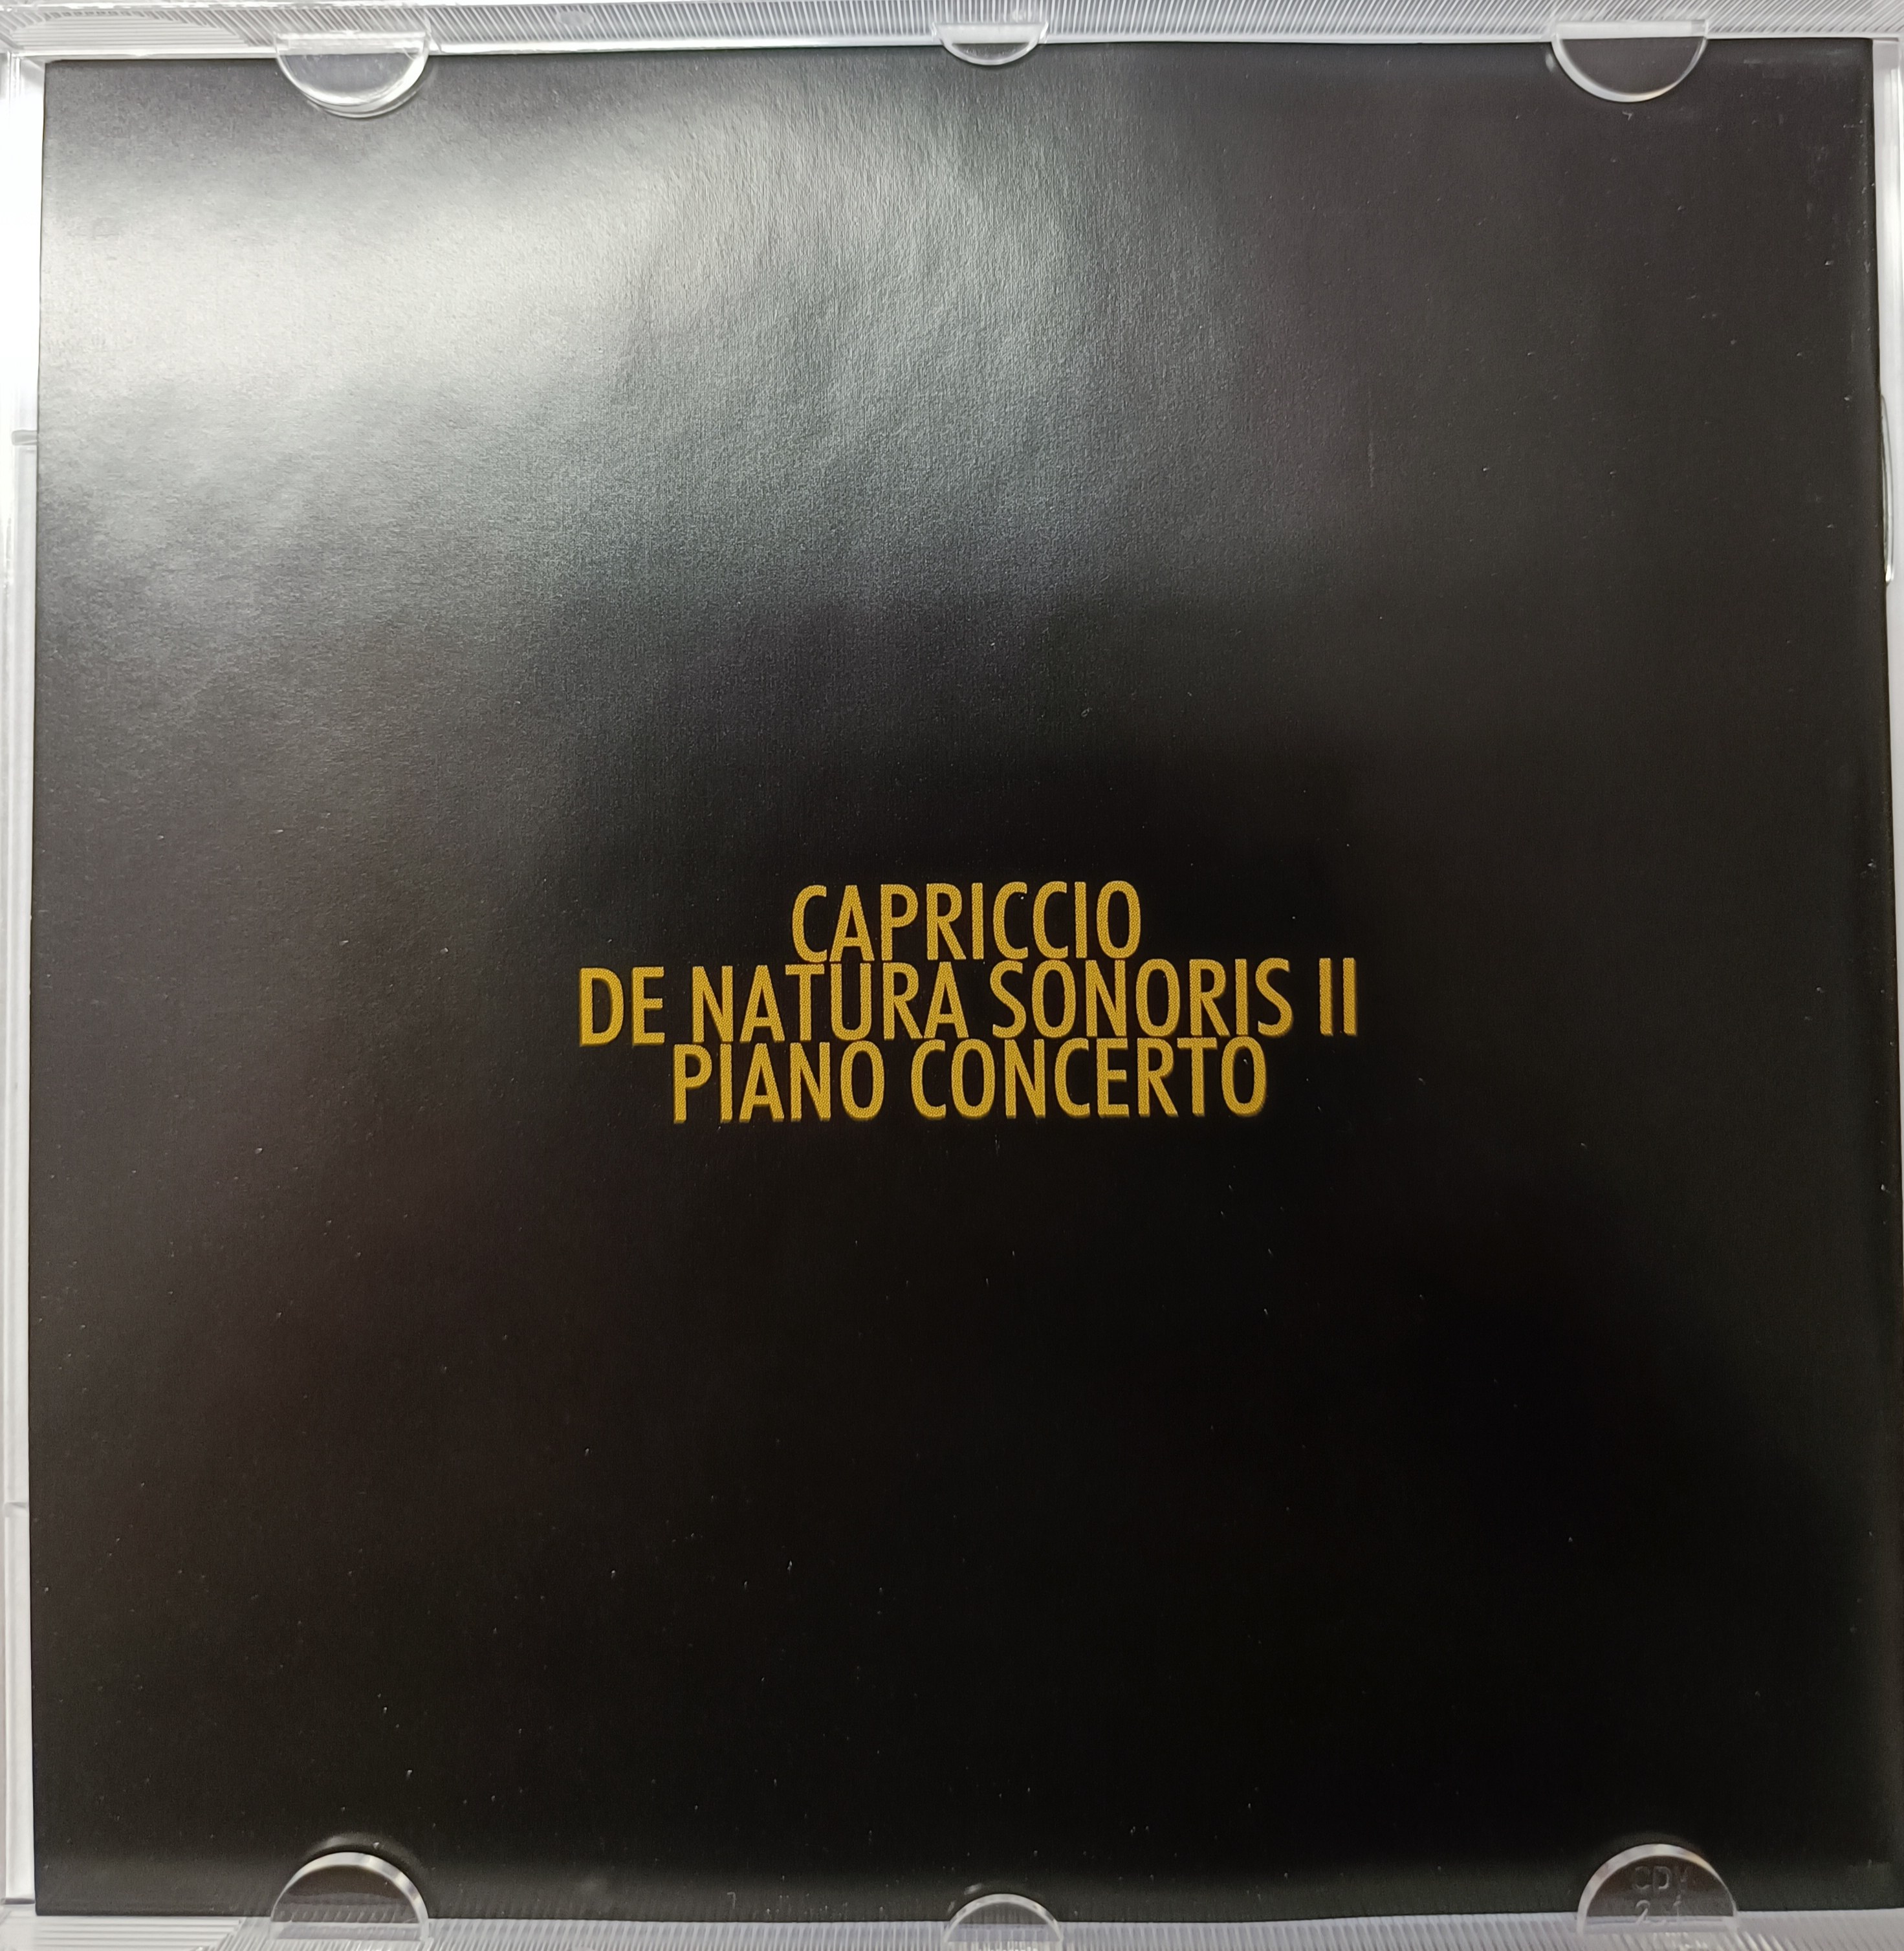 CAPRICCIO
DE NATURA SONORIS II
PIANO CONCERTO